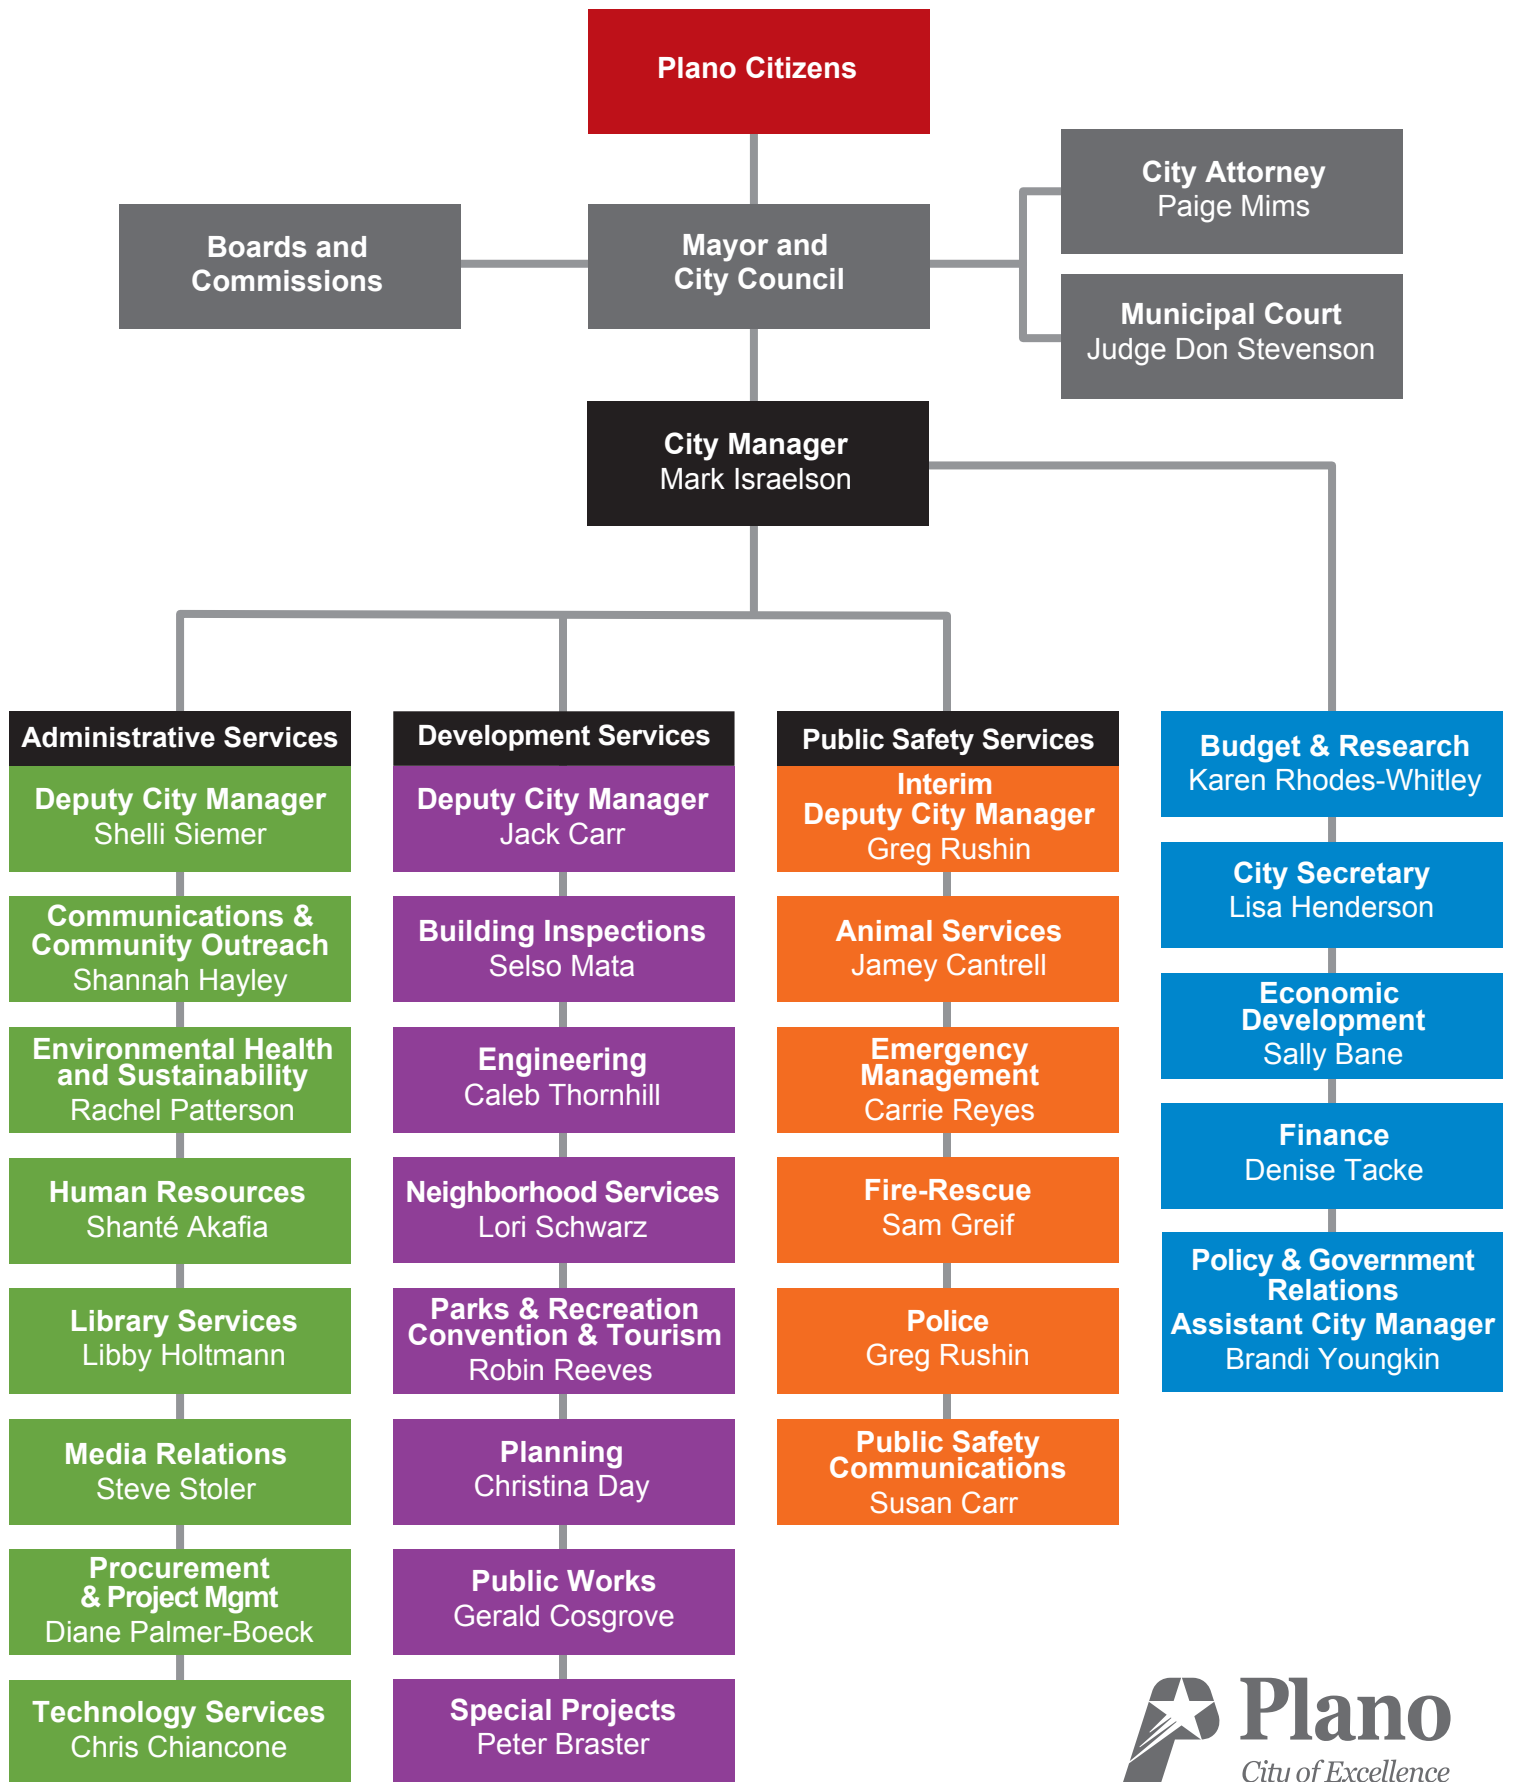 Plano Citizens
City Attorney
Paige Mims
Boards and
Commissions
Mayor and
City Council
Municipal Court
Judge Don Stevenson
City Manager
Mark Israelson
Administrative Services
Deputy City Manager
Shelli Siemer
Communications &
Community Outreach
Shannah Hayley
Environmental Health
and Sustainability
Rachel Patterson
Human Resources
Shanté Akafia
Library Services
Libby Holtmann
Media Relations
Steve Stoler
Procurement
& Project Mgmt
Diane Palmer-Boeck
Technology Services
Chris Chiancone
Development Services
Deputy City Manager
Jack Carr
Building Inspections
Selso Mata
Engineering
Caleb Thornhill
Neighborhood Services
Lori Schwarz
Parks & Recreation
Convention & Tourism
Robin Reeves
Planning
Christina Day
Public Works
Gerald Cosgrove
Special Projects
Peter Braster
Public Safety Services
Interim
Deputy City Manager
Greg Rushin
Animal Services
Jamey Cantrell
Emergency
Management
Carrie Reyes
Fire-Rescue
Sam Greif
Police
Greg Rushin
Public Safety
Communications
Susan Carr
Budget & Research
Karen Rhodes-Whitley
City Secretary
Lisa Henderson
Economic
Development
Sally Bane
Finance
Denise Tacke
Policy & Government
Relations
Assistant City Manager
Brandi Youngkin
Plano
City of Excellence